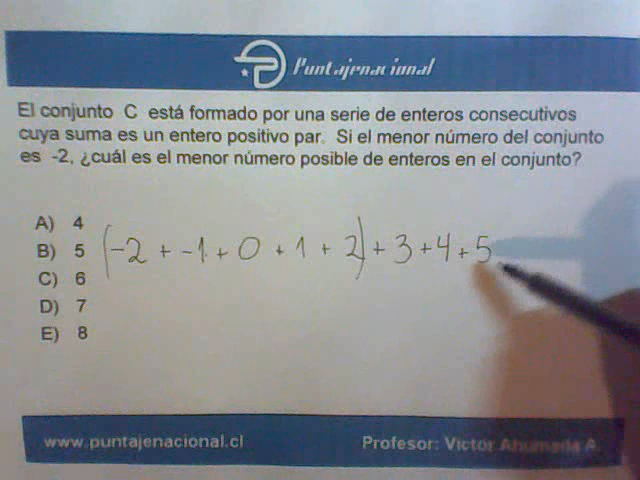 Puntajenacional
El conjunto C está formado por una serie de enteros consecutivos
cuya suma es un entero positivo par. Si el menor número del conjunto
es -2, ¿cuál es el menor número posible de enteros en el conjunto?
A) 4
B) 5 (-2 + -1 + 0 + 1 + 2) + 3 + 4 + 5
C) 6
D) 7
E) 8
www.puntajenacional.cl Profesor: Victor Ahumada A.